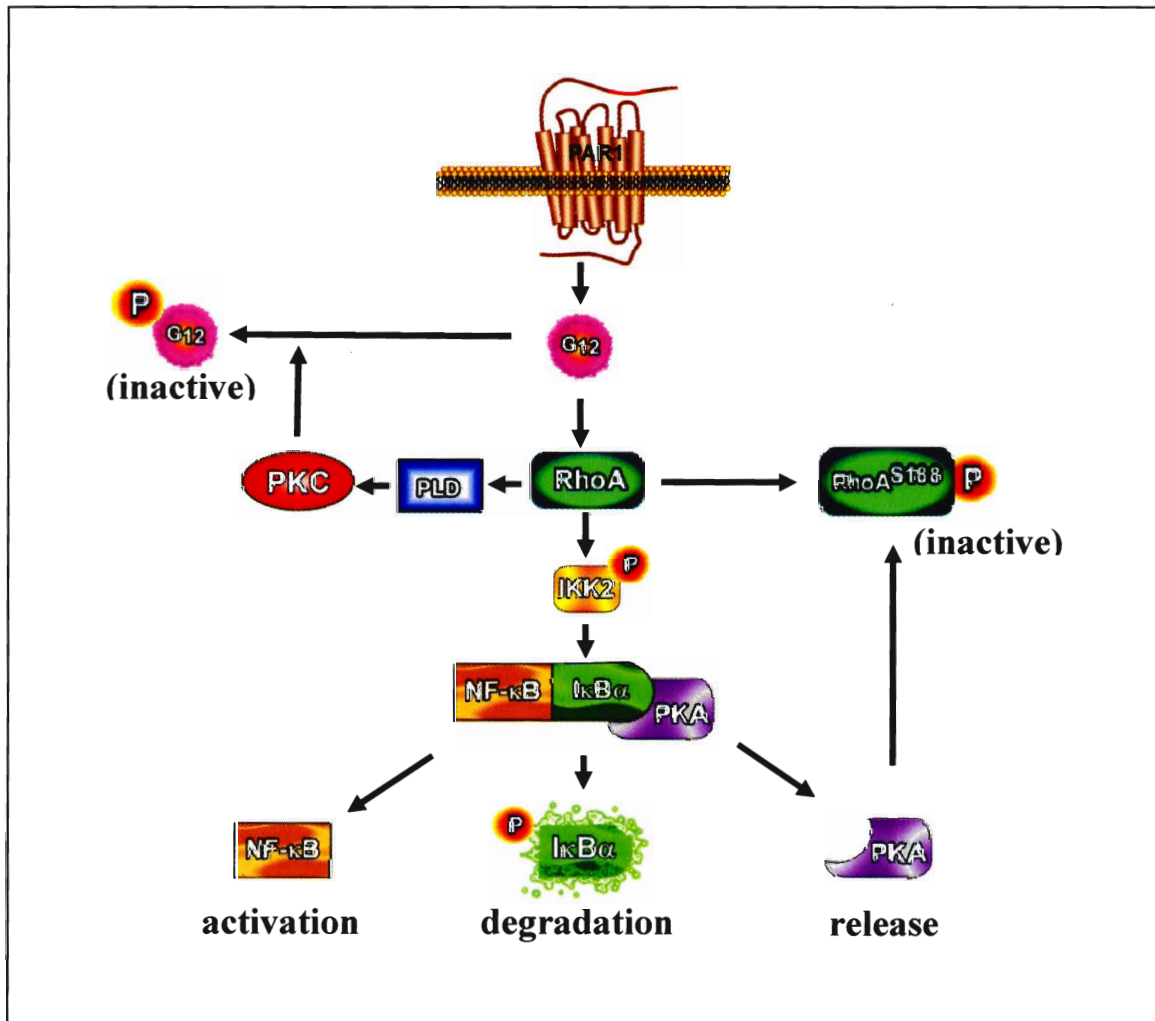 PAR1
P
G12
G12
(inactive)
PKC
PLD
RhoA
RhoA S188
P
(inactive)
P
IKK2
NF-κB
IκBα
PKA
P
NF-κB
IκBα
PKA
activation
degradation
release